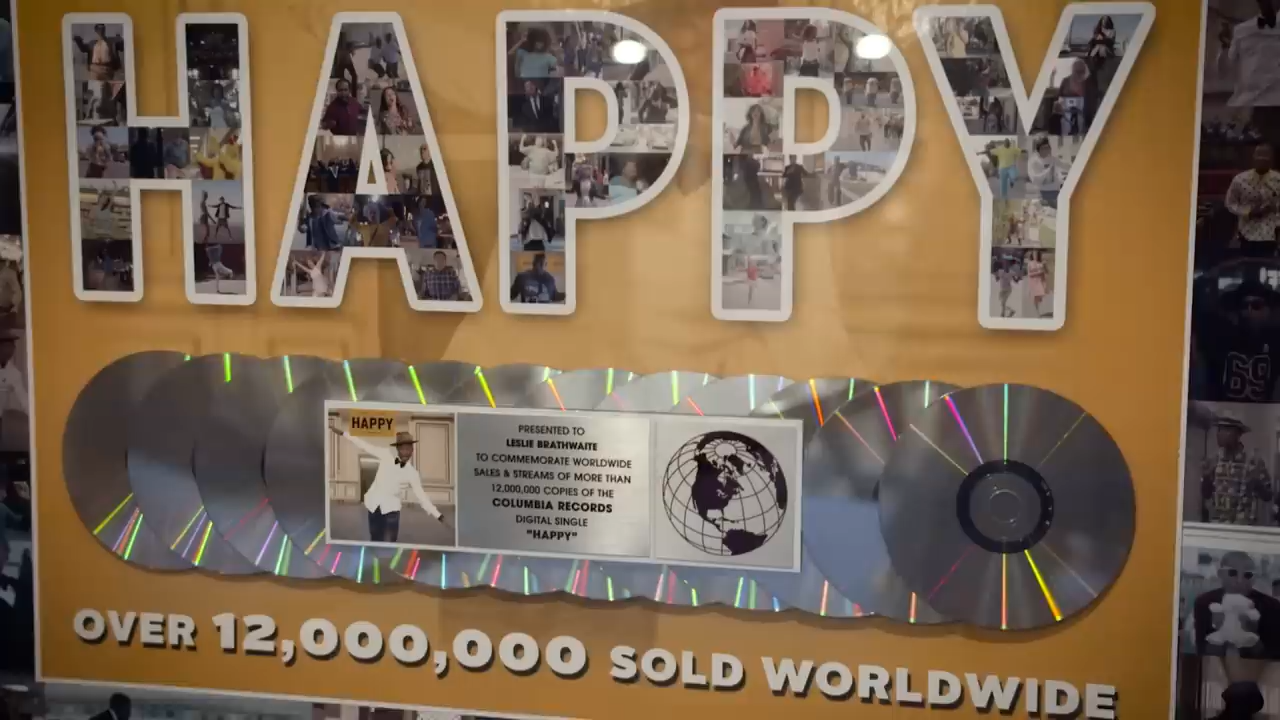 HAPPY
HAPPY
PRESENTED TO
LESLIE BRATHWAITE
TO COMMEMORATE WORLDWIDE
SALES & STREAMS OF MORE THAN
12,000,000 COPIES OF THE
COLUMBIA RECORDS
DIGITAL SINGLE
"HAPPY"
69
OVER 12,000,000 SOLD WORLDWIDE